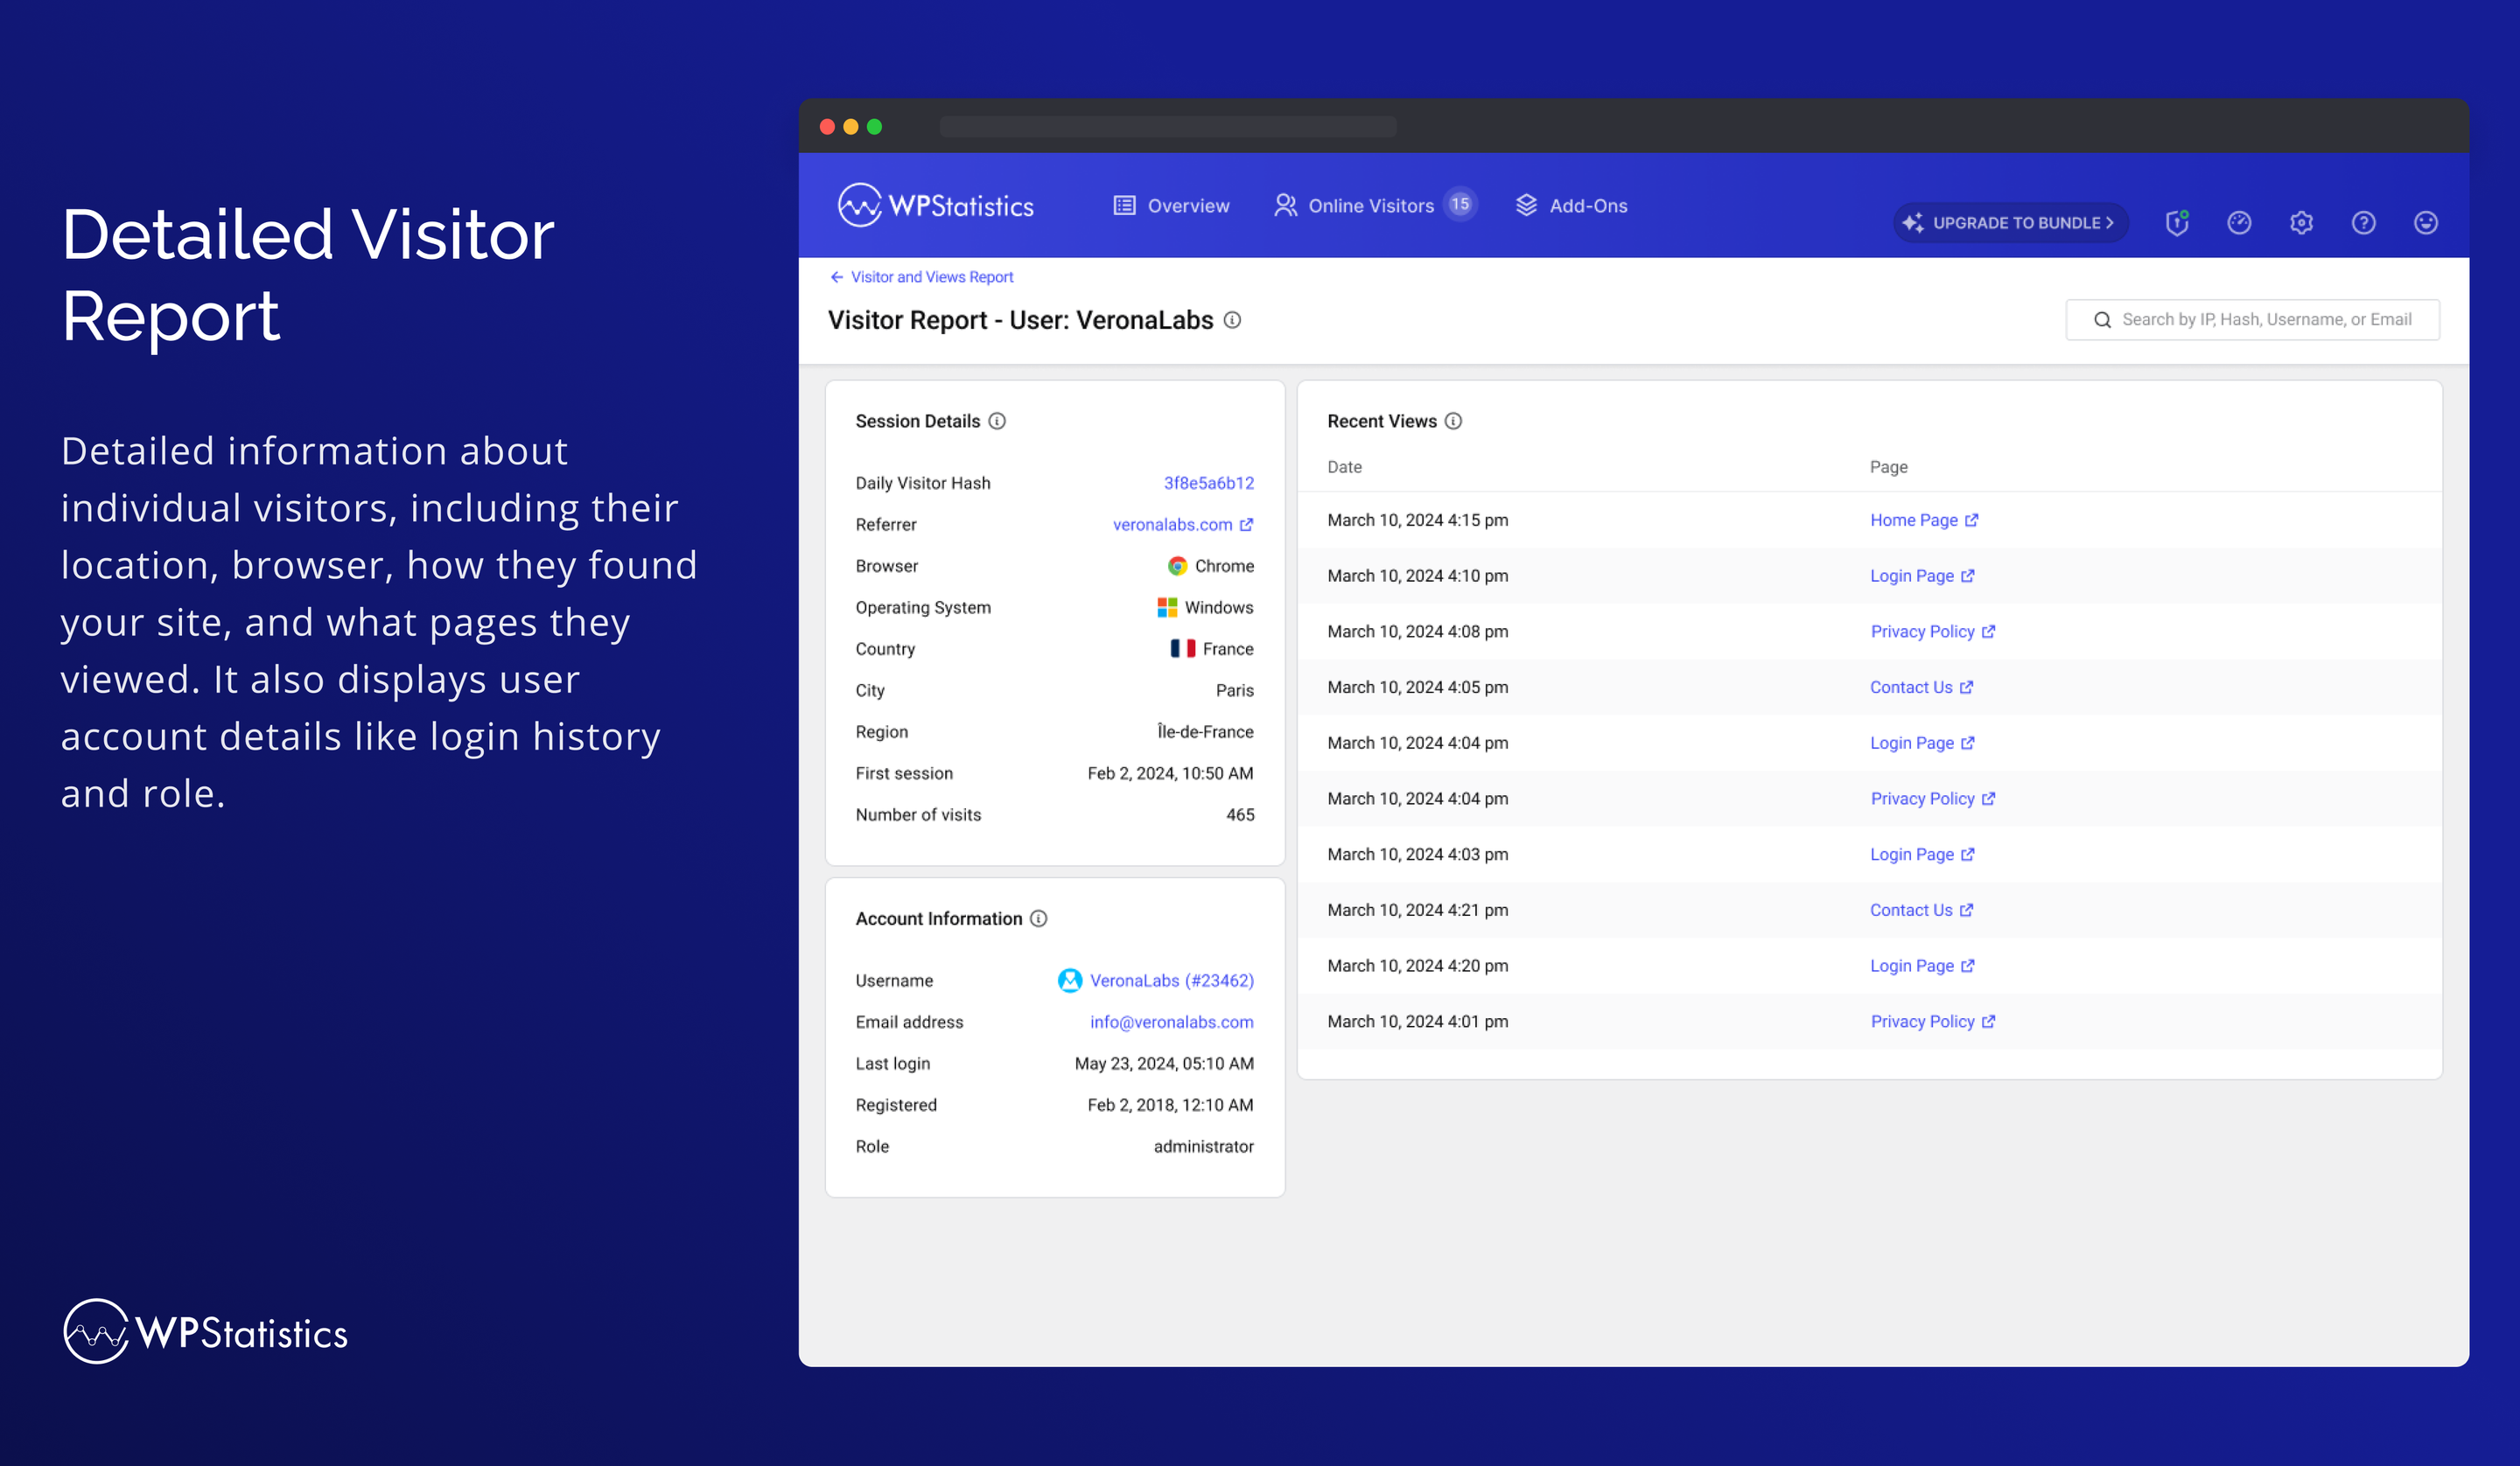 Detailed Visitor
Report
Detailed information about
individual visitors, including their
location, browser, how they found
your site, and what pages they
viewed. It also displays user
account details like login history
and role.
WPStatistics
WPStatistics
Overview
Online Visitors 15
Add-Ons
UPGRADE TO BUNDLE
Visitor and Views Report
Visitor Report - User: VeronaLabs
Search by IP, Hash, Username, or Email
Session Details
Daily Visitor Hash 3f8e5a6b12
Referrer veronalabs.com
Browser Chrome
Operating System Windows
Country France
City Paris
Region Île-de-France
First session Feb 2, 2024, 10:50 AM
Number of visits 465
Account Information
Username VeronaLabs (#23462)
Email address info@veronalabs.com
Last login May 23, 2024, 05:10 AM
Registered Feb 2, 2018, 12:10 AM
Role administrator
Recent Views
Date Page
March 10, 2024 4:15 pm Home Page
March 10, 2024 4:10 pm Login Page
March 10, 2024 4:08 pm Privacy Policy
March 10, 2024 4:05 pm Contact Us
March 10, 2024 4:04 pm Login Page
March 10, 2024 4:04 pm Privacy Policy
March 10, 2024 4:03 pm Login Page
March 10, 2024 4:21 pm Contact Us
March 10, 2024 4:20 pm Login Page
March 10, 2024 4:01 pm Privacy Policy